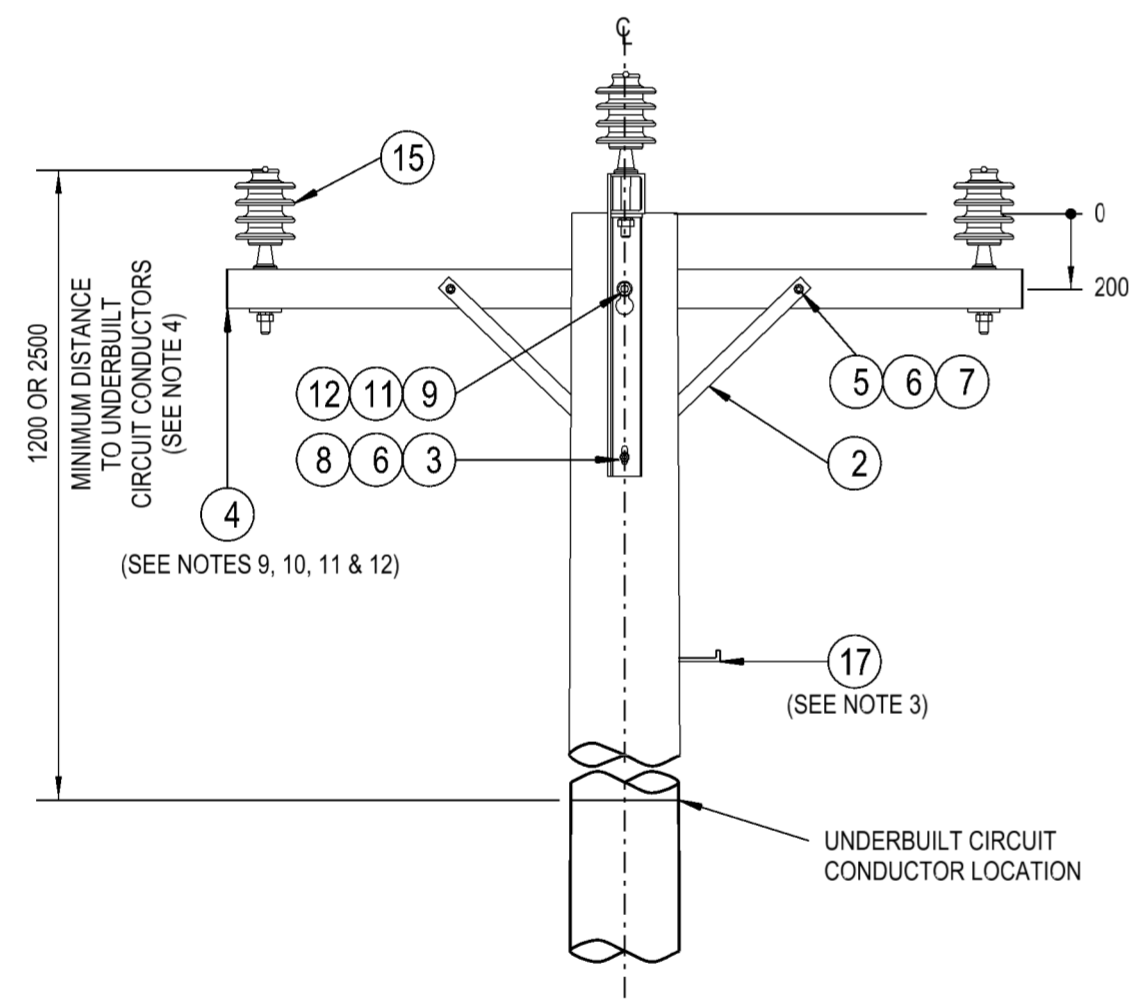 ℄
15
0
200
1200 OR 2500
MINIMUM DISTANCE
TO UNDERBUILT
CIRCUIT CONDUCTORS
(SEE NOTE 4)
12 11 9
5 6 7
8 6 3
2
4
(SEE NOTES 9, 10, 11 & 12)
17
(SEE NOTE 3)
UNDERBUILT CIRCUIT
CONDUCTOR LOCATION